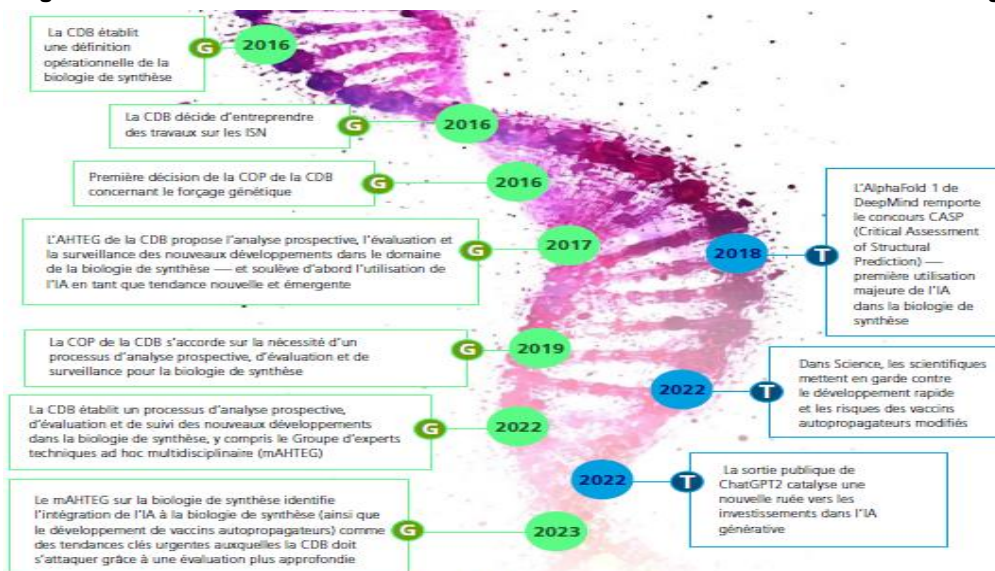 La CDB établit
une définition
opérationnelle de la
biologie de synthèse
G
2016
La CDB décide d'entreprendre
des travaux sur les ISN
G
2016
Première décision de la COP de la CDB
concernant le forçage génétique
G
2016
L'AHTEG de la CDB propose l'analyse prospective, l'évaluation et
la surveillance des nouveaux développements dans le domaine
de la biologie de synthèse — et soulève d'abord l'utilisation de
l'IA en tant que tendance nouvelle et émergente
G
2017
2018
T
L'AlphaFold 1 de
DeepMind remporte
le concours CASP
(Critical Assessment
of Structural
Prediction) —
première utilisation
majeure de l'IA
dans la biologie de
synthèse
La COP de la CDB s'accorde sur la nécessité d'un
processus d'analyse prospective, d'évaluation et de
surveillance pour la biologie de synthèse
G
2019
2022
T
Dans Science, les scientifiques
mettent en garde contre
le développement rapide
et les risques des vaccins
autopropagateurs modifiés
La CDB établit un processus d'analyse prospective,
d'évaluation et de suivi des nouveaux développements
dans la biologie de synthèse, y compris le Groupe d'experts
techniques ad hoc multidisciplinaire (mAHTEG)
G
2022
2022
T
La sortie publique de
ChatGPT2 catalyse une
nouvelle ruée vers les
investissements dans l'IA
générative
Le mAHTEG sur la biologie de synthèse identifie
l'intégration de l'IA à la biologie de synthèse (ainsi que
le développement de vaccins autopropagateurs) comme
des tendances clés urgentes auxquelles la CDB doit
s'attaquer grâce à une évaluation plus approfondie
G
2023